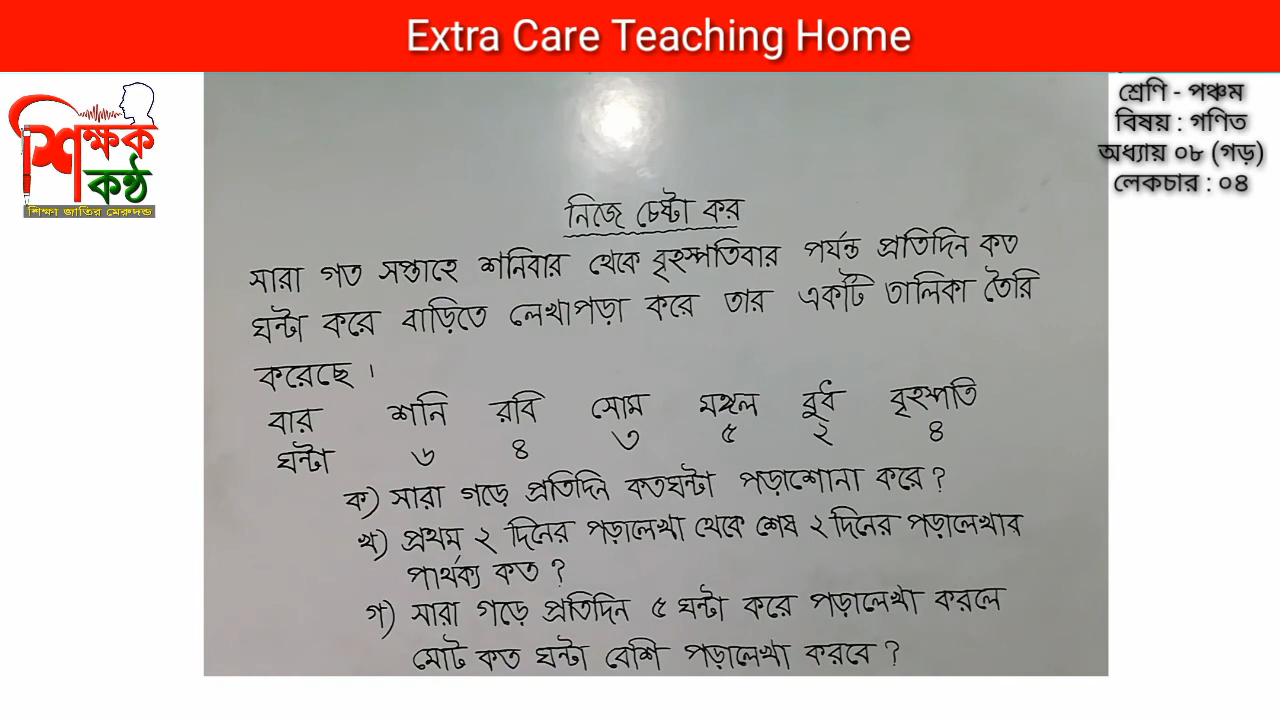 Extra Care Teaching Home
শিক্ষক
কন্ঠ
শিক্ষা জাতির মেরুদন্ড
শ্রেণি - পঞ্চম
বিষয় : গণিত
অধ্যায় ০৮ (গড়)
লেকচার : ০৪
নিজে চেষ্টা কর
সারা গত সপ্তাহে শনিবার থেকে বৃহস্পতিবার পর্যন্ত প্রতিদিন কত
ঘন্টা করে বাড়িতে লেখাপড়া করে তার একটি তালিকা তৈরি
করেছে ।
বার শনি রবি সোম মঙ্গল বুধ বৃহস্পতি
ঘন্টা ৬ ৪ ৩ ৫ ২ ৪
ক) সারা গড়ে প্রতিদিন কতঘন্টা পড়াশোনা করে ?
খ) প্রথম ২ দিনের পড়ালেখা থেকে শেষ ২ দিনের পড়ালেখাব
পার্থক্য কত ?
গ) সারা গড়ে প্রতিদিন ৫ ঘন্টা করে পড়ালেখা করলে
মোট কত ঘন্টা বেশি পড়ালেখা করবে ?